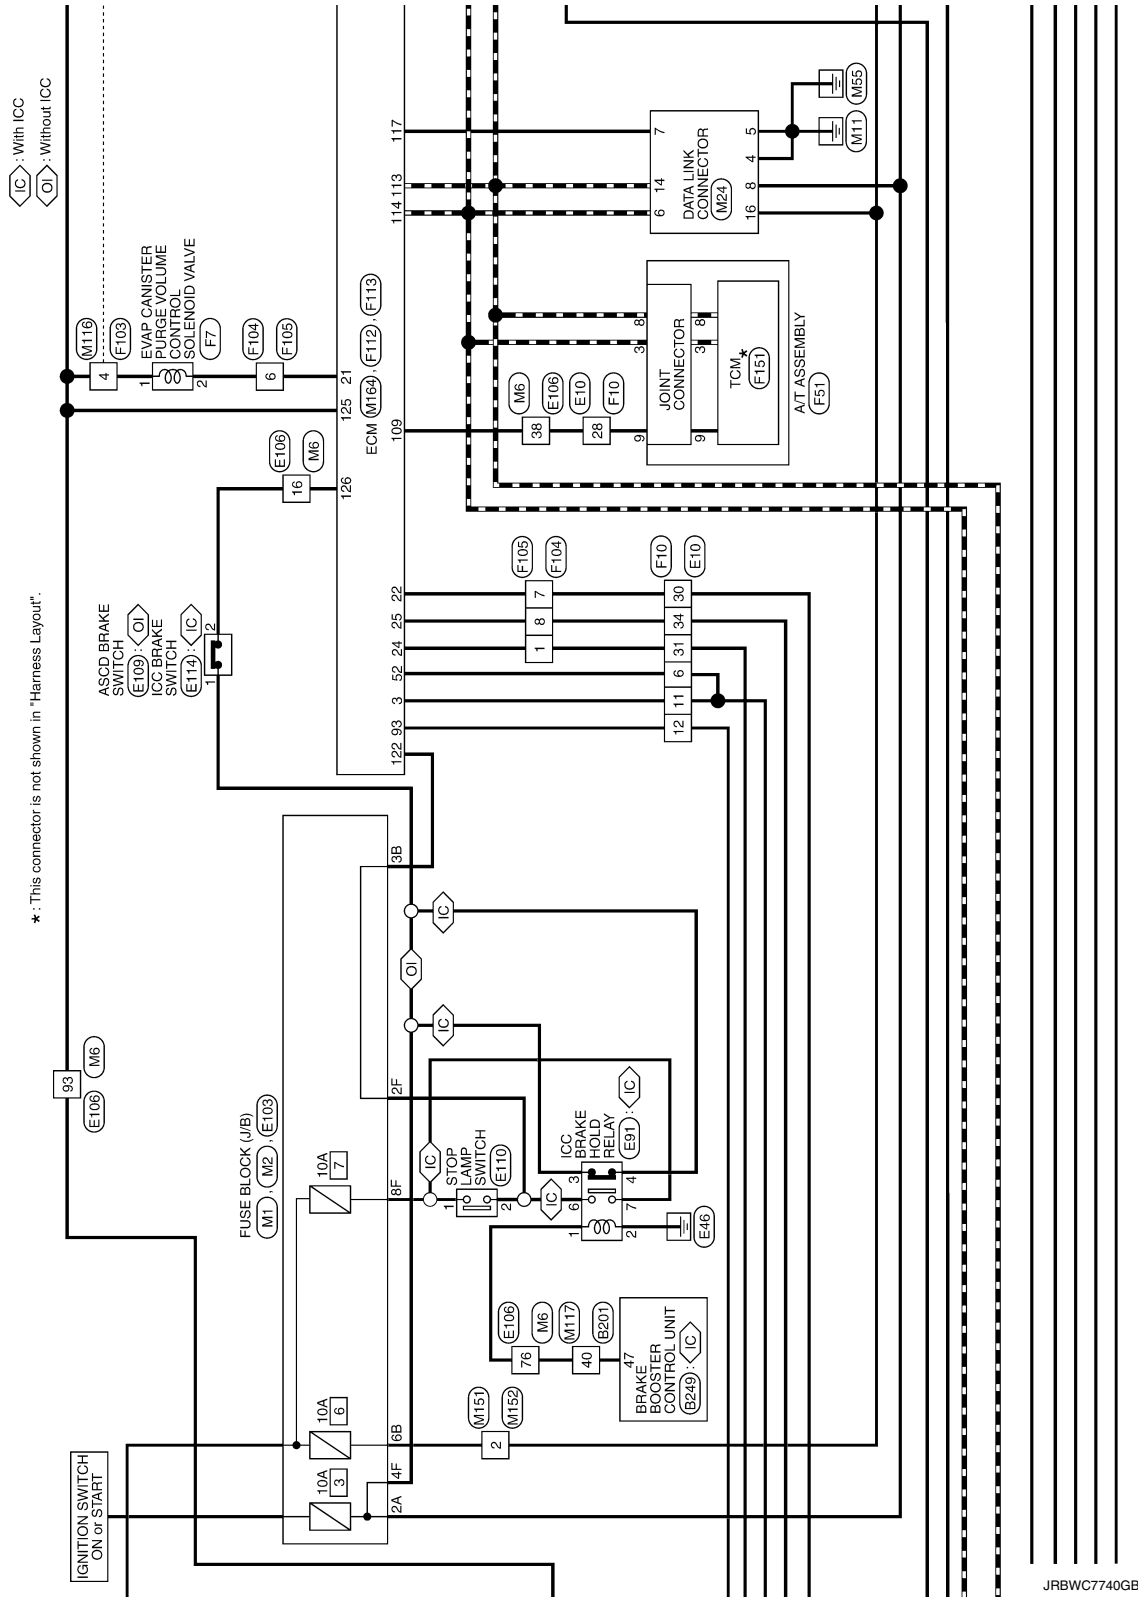 IC : With ICC
OI : Without ICC
* : This connector is not shown in "Harness Layout".
IGNITION SWITCH
ON or START
93
E106
M6
FUSE BLOCK (J/B)
M1 , M2 , E103
10A
3
10A
6
10A
7
2A
4F
6B
8F
2F
3B
ASCD BRAKE
SWITCH
E109 : OI
ICC BRAKE
SWITCH
E114 : IC
1
2
E106
M6
16
M116
F103
4
EVAP CANISTER
PURGE VOLUME
CONTROL
SOLENOID VALVE
F7
1
2
F104
F105
6
126
125
21
ECM M164 , F112 , F113
122
93
3
52
24
25
22
109
114
113
117
OI
IC
IC
IC
IC
STOP
LAMP
SWITCH
E110
1
2
ICC
BRAKE
HOLD
RELAY
E91 : IC
1
6
3
2
7
4
E46
E106
M6
76
M117
B201
40
47
BRAKE
BOOSTER
CONTROL UNIT
B249 : IC
M151
M152
2
F105
F104
1
8
7
F10
E10
12
11
6
31
34
30
M6
E106
38
E10
F10
28
JOINT
CONNECTOR
9
3
8
9
3
8
TCM*
F151
A/T ASSEMBLY
F51
DATA LINK
CONNECTOR
M24
6
14
7
16
8
4
5
M11
M55
JRBWC7740GB